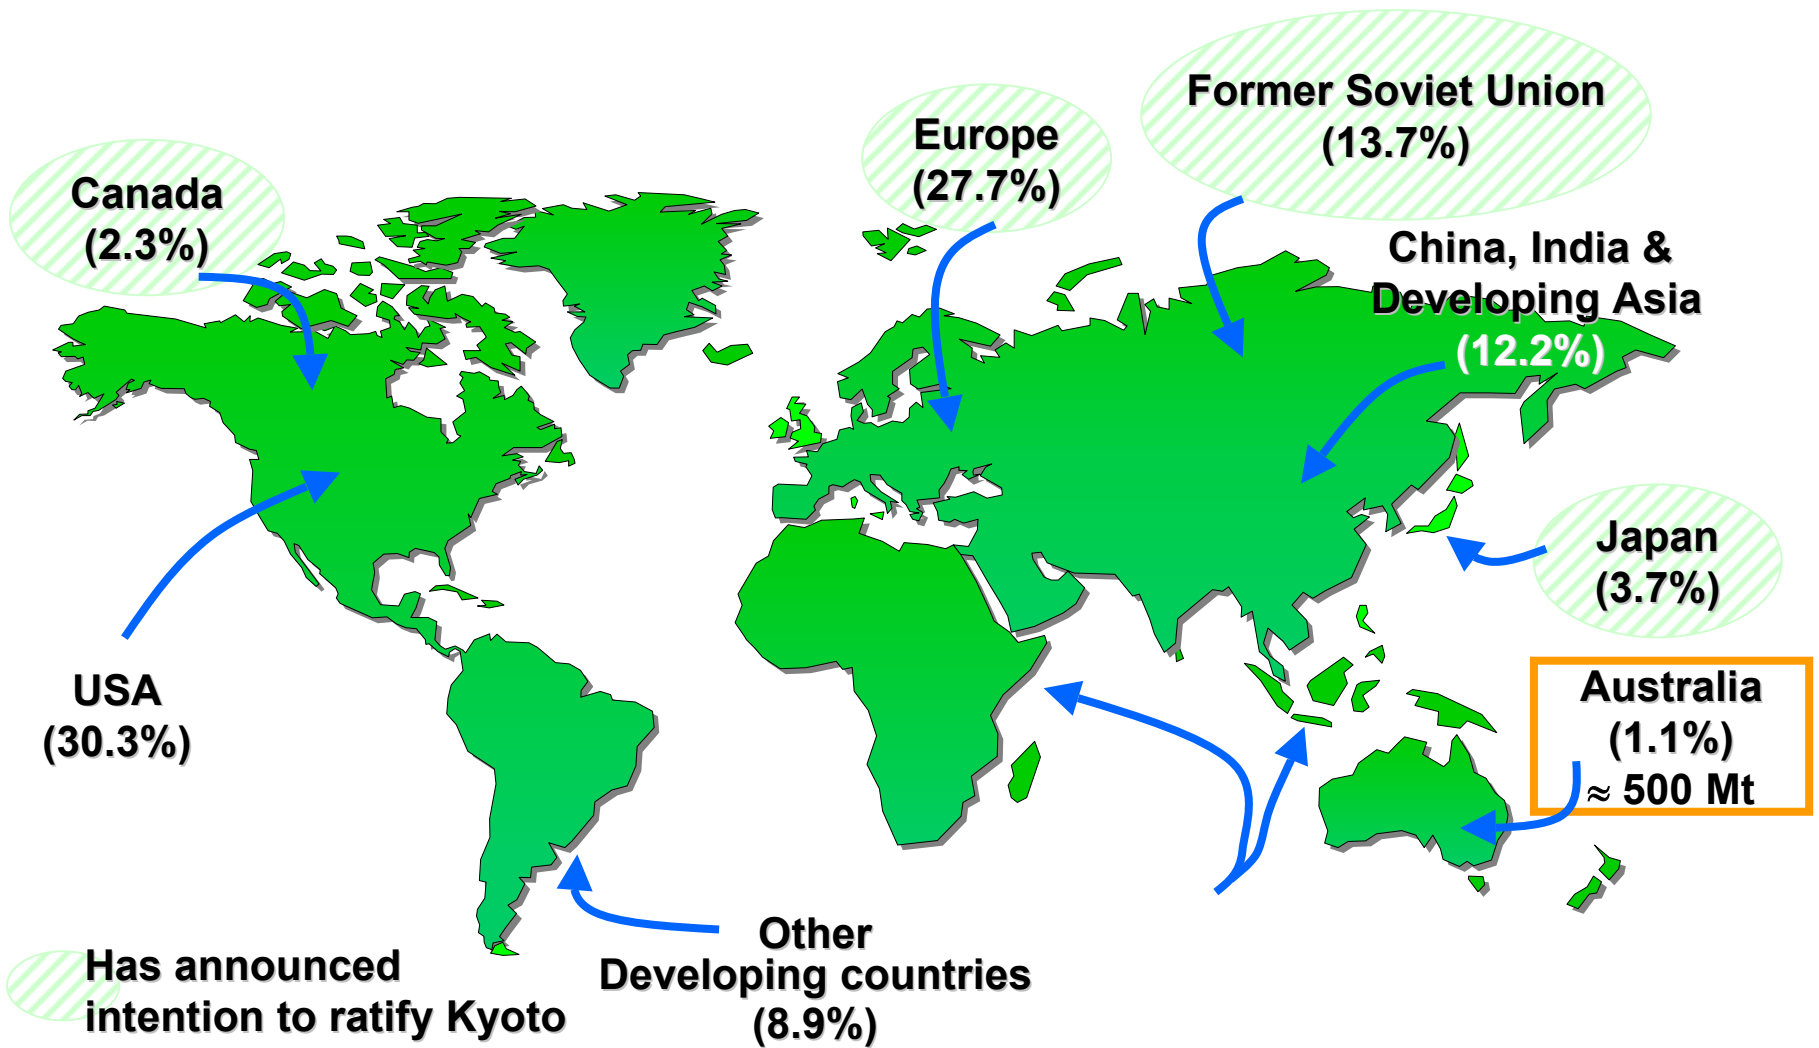 Former Soviet Union
(13.7%)
Europe
(27.7%)
Canada
(2.3%)
China, India &
Developing Asia
(12.2%)
Japan
(3.7%)
USA
(30.3%)
Australia
(1.1%)
≈ 500 Mt
Other
Developing countries
(8.9%)
Has announced
intention to ratify Kyoto